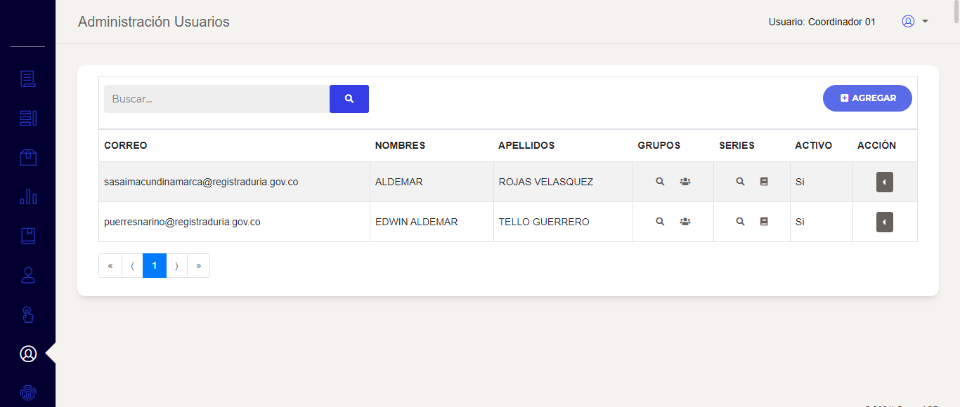 Administración Usuarios
Usuario: Coordinador 01
Buscar...
AGREGAR
CORREO NOMBRES APELLIDOS GRUPOS SERIES ACTIVO ACCIÓN
sasaimacundinamarca@registraduria.gov.co ALDEMAR ROJAS VELASQUEZ Si
puerresnarino@registraduria.gov.co EDWIN ALDEMAR TELLO GUERRERO Si
« ⟨ 1 ⟩ »